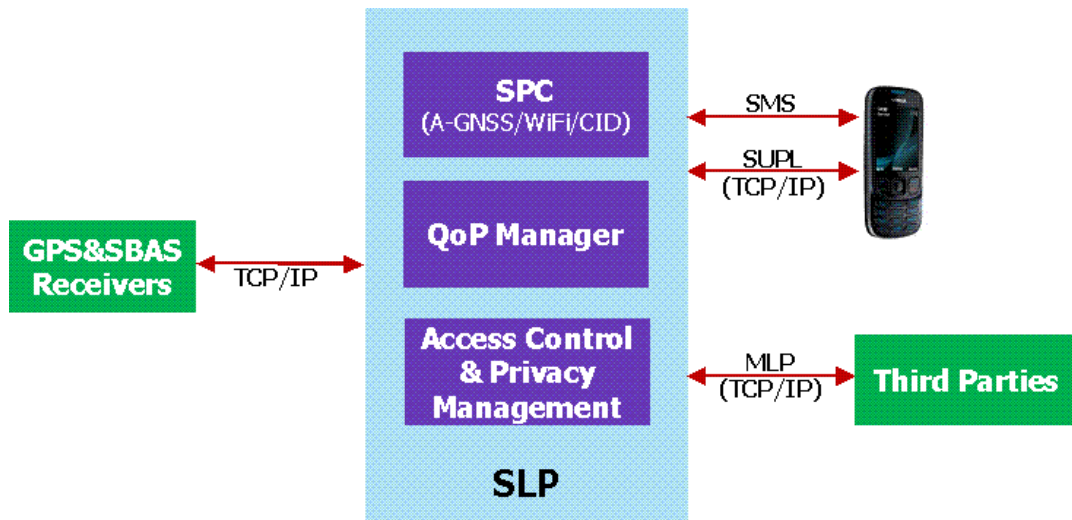 SPC
(A-GNSS/WiFi/CID)
SMS
SUPL
(TCP/IP)
QoP Manager
GPS&SBAS
Receivers
TCP/IP
Access Control
& Privacy
Management
MLP
(TCP/IP)
Third Parties
SLP